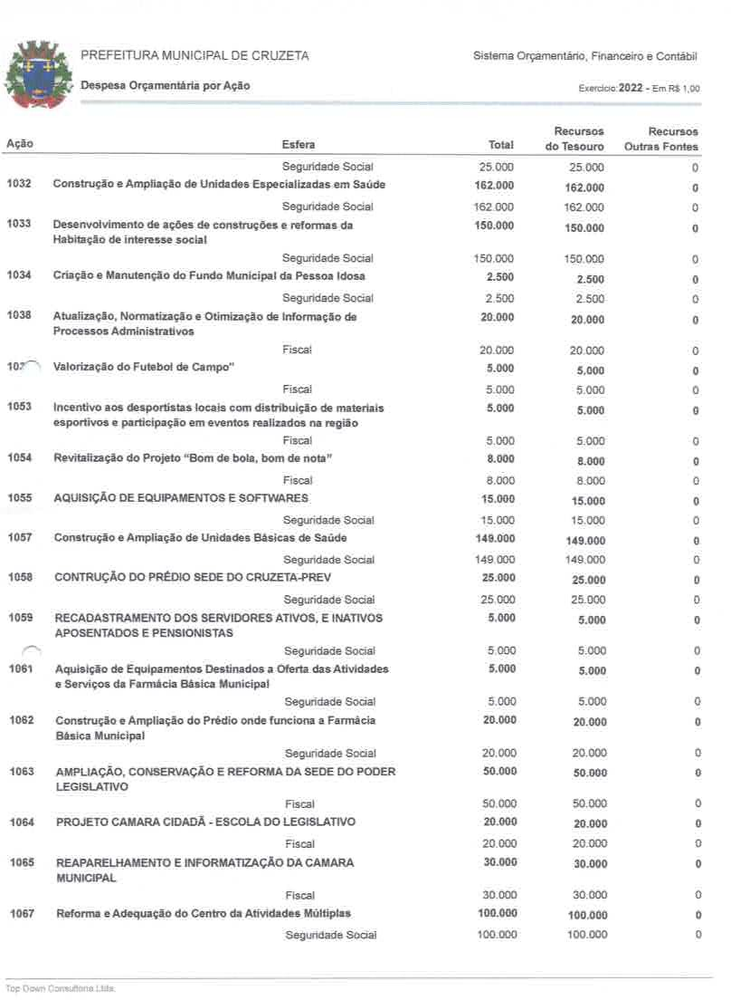 PREFEITURA MUNICIPAL DE CRUZETA
Sistema Orçamentário, Financeiro e Contábil
Despesa Orçamentária por Ação
Exercício: 2022 - Em R$ 1,00
Ação Esfera Total Recursos do Tesouro Recursos Outras Fontes
Seguridade Social 25.000 25.000 0
1032 Construção e Ampliação de Unidades Especializadas em Saúde 162.000 162.000 0
Seguridade Social 162.000 162.000 0
1033 Desenvolvimento de ações de construções e reformas da 150.000 150.000 0
Habitação de interesse social
Seguridade Social 150.000 150.000 0
1034 Criação e Manutenção do Fundo Municipal da Pessoa Idosa 2.500 2.500 0
Seguridade Social 2.500 2.500 0
1038 Atualização, Normatização e Otimização de Informação de 20.000 20.000 0
Processos Administrativos
Fiscal 20.000 20.000 0
Valorização do Futebol de Campo" 5.000 5.000 0
Fiscal 5.000 5.000 0
1053 Incentivo aos desportistas locais com distribuição de materiais 5.000 5.000 0
esportivos e participação em eventos realizados na região
Fiscal 5.000 5.000 0
1054 Revitalização do Projeto "Bom de bola, bom de nota" 8.000 8.000 0
Fiscal 8.000 8.000 0
1055 AQUISIÇÃO DE EQUIPAMENTOS E SOFTWARES 15.000 15.000 0
Seguridade Social 15.000 15.000 0
1057 Construção e Ampliação de Unidades Básicas de Saúde 149.000 149.000 0
Seguridade Social 149.000 149.000 0
1058 CONTRUÇÃO DO PRÉDIO SEDE DO CRUZETA-PREV 25.000 25.000 0
Seguridade Social 25.000 25.000 0
1059 RECADASTRAMENTO DOS SERVIDORES ATIVOS, E INATIVOS 5.000 5.000 0
APOSENTADOS E PENSIONISTAS
Seguridade Social 5.000 5.000 0
1061 Aquisição de Equipamentos Destinados a Oferta das Atividades 5.000 5.000 0
e Serviços da Farmácia Básica Municipal
Seguridade Social 5.000 5.000 0
1062 Construção e Ampliação do Prédio onde funciona a Farmácia 20.000 20.000 0
Básica Municipal
Seguridade Social 20.000 20.000 0
1063 AMPLIAÇÃO, CONSERVAÇÃO E REFORMA DA SEDE DO PODER 50.000 50.000 0
LEGISLATIVO
Fiscal 50.000 50.000 0
1064 PROJETO CAMARA CIDADÃ - ESCOLA DO LEGISLATIVO 20.000 20.000 0
Fiscal 20.000 20.000 0
1065 REAPARELHAMENTO E INFORMATIZAÇÃO DA CAMARA 30.000 30.000 0
MUNICIPAL
Fiscal 30.000 30.000 0
1067 Reforma e Adequação do Centro da Atividades Múltiplas 100.000 100.000 0
Seguridade Social 100.000 100.000 0
Top Down Consultoria Ltda.